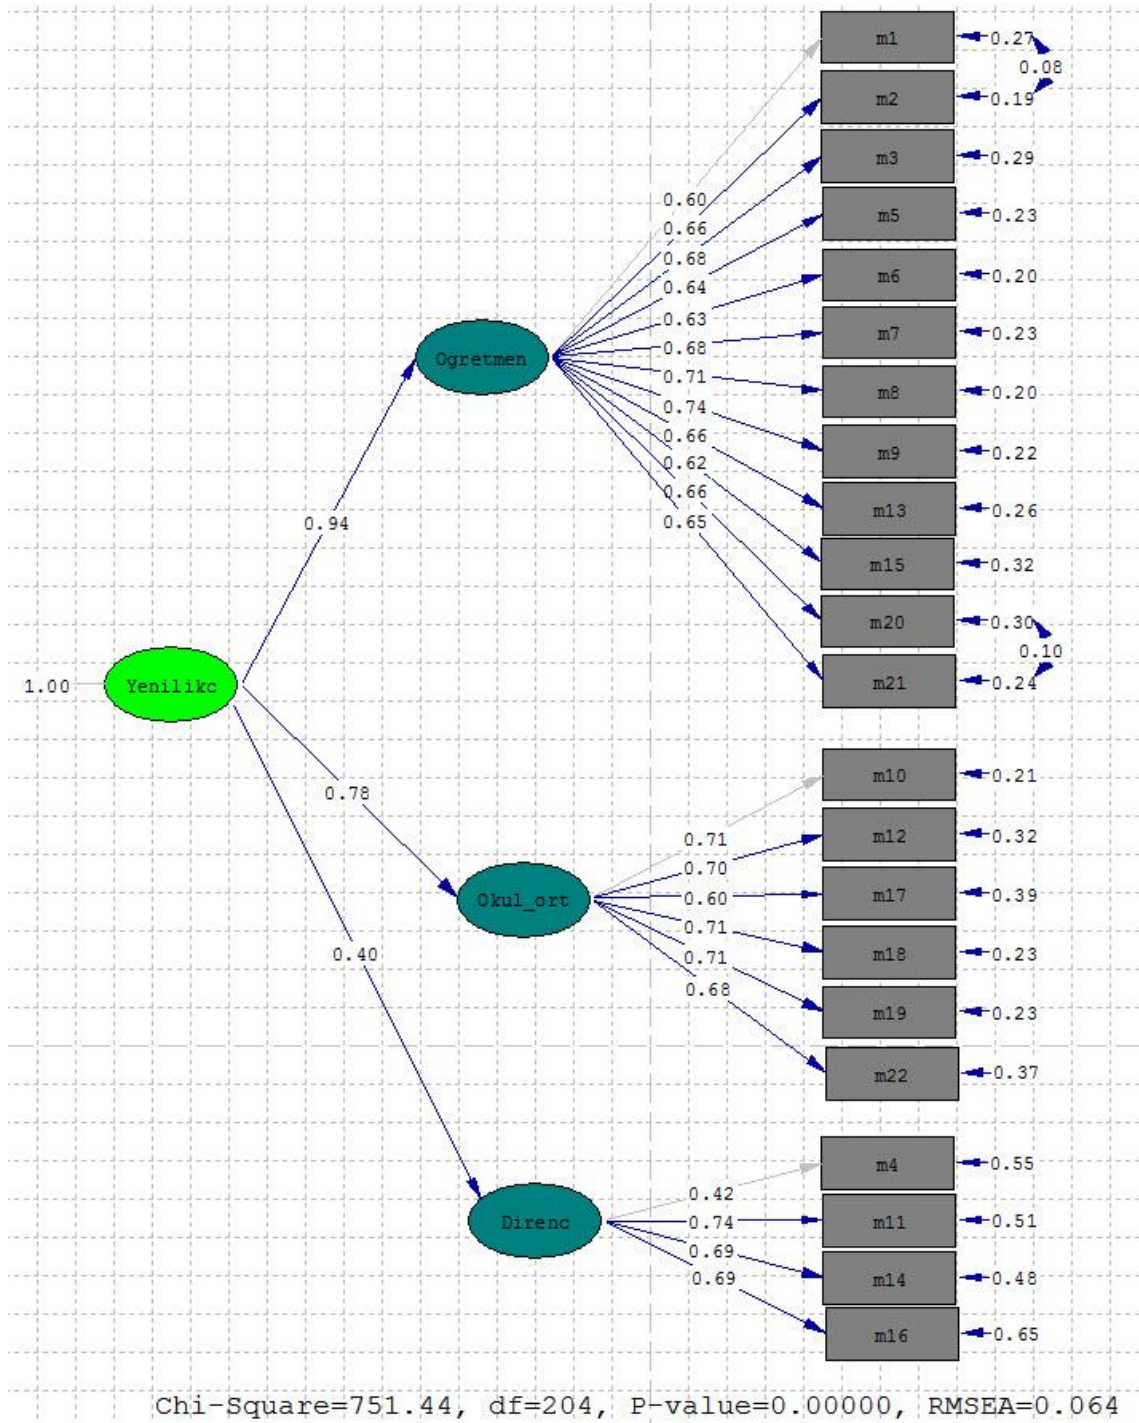 m1
0.27
0.08
m2
0.19
m3
0.29
m5
0.23
m6
0.20
m7
0.23
m8
0.20
m9
0.22
m13
0.26
m15
0.32
m20
0.30
0.10
m21
0.24
0.60
0.66
0.68
0.64
0.63
0.68
0.71
0.74
0.66
0.62
0.66
0.65
Ogretmen
0.94
1.00
Yenilikc
0.78
0.40
m10
0.21
m12
0.32
m17
0.39
m18
0.23
m19
0.23
m22
0.37
0.71
0.70
0.60
0.71
0.71
0.68
Okul_ort
m4
0.55
m11
0.51
m14
0.48
m16
0.65
0.42
0.74
0.69
0.69
Direnc
Chi-Square=751.44, df=204, P-value=0.00000, RMSEA=0.064